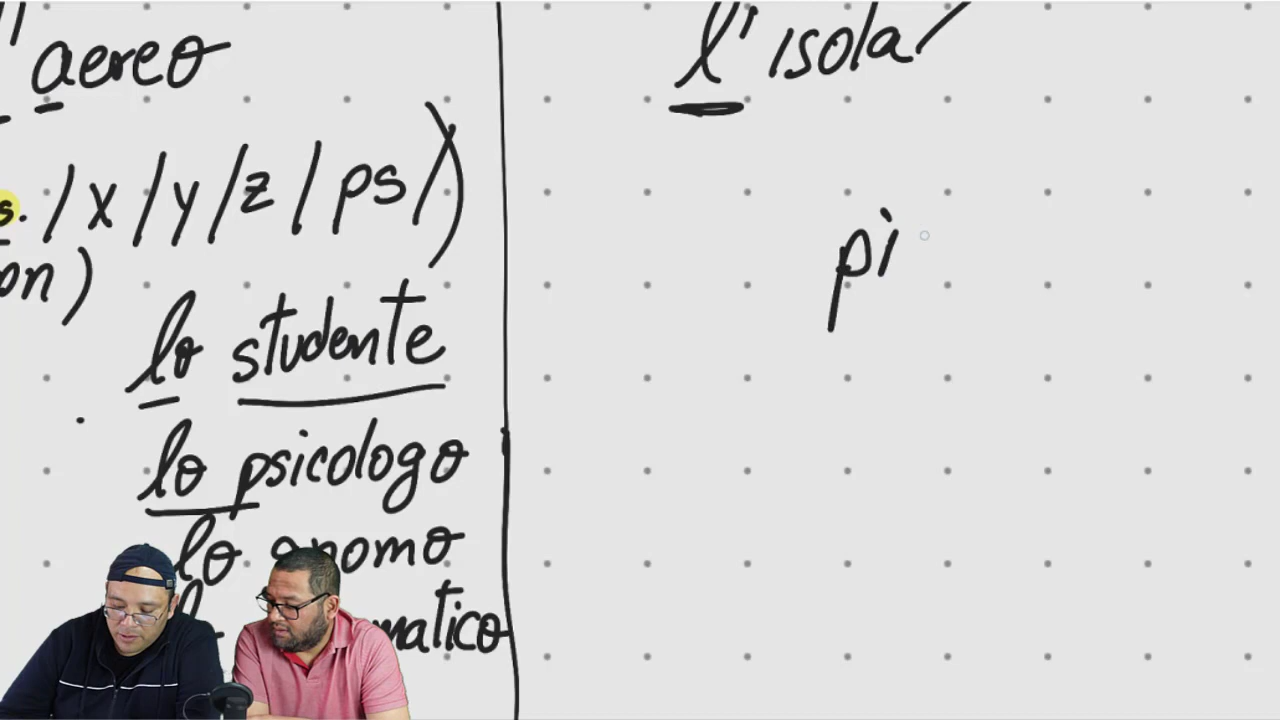 l' aereo
s. / x / y / z / ps / )
on)
lo studente
lo psicologo
lo gnomo
matico
l' isola
pi